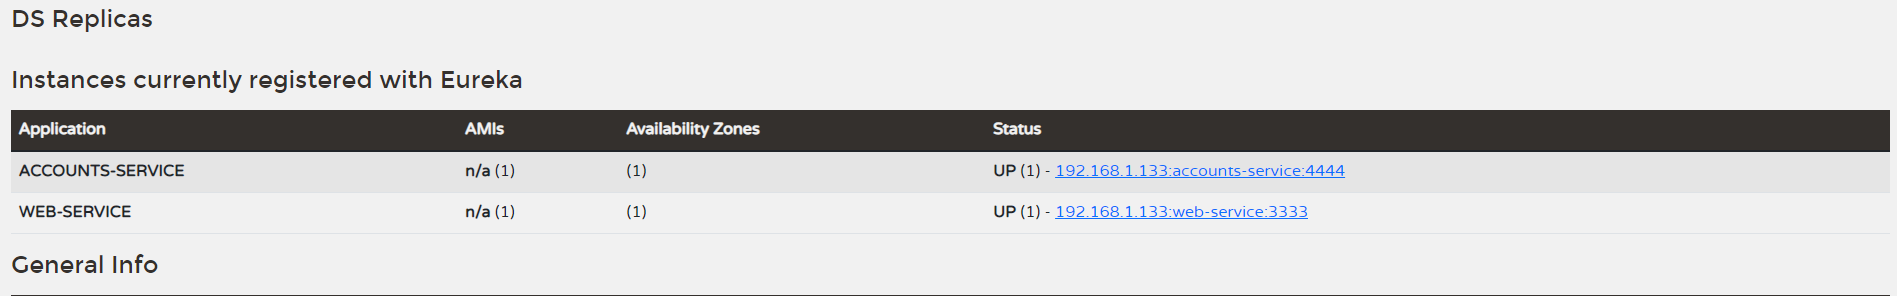 DS Replicas
Instances currently registered with Eureka
Application AMIs Availability Zones Status
ACCOUNTS-SERVICE n/a (1) (1) UP (1) - 192.168.1.133:accounts-service:4444
WEB-SERVICE n/a (1) (1) UP (1) - 192.168.1.133:web-service:3333
General Info